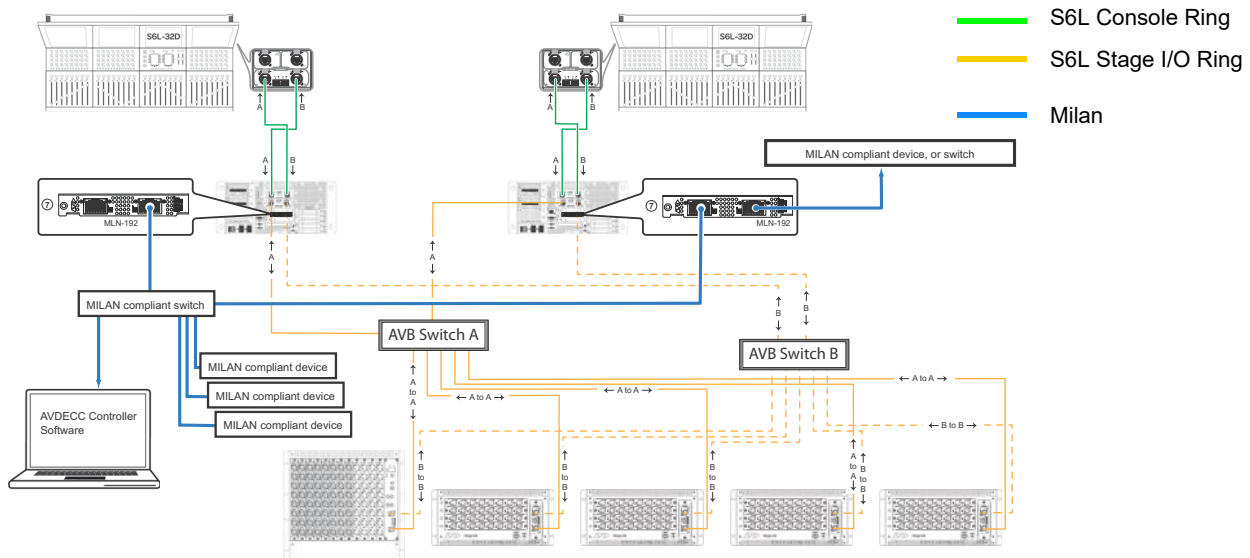 S6L-32D
S6L-32D
S6L Console Ring
S6L Stage I/O Ring
Milan
A
B
A
B
A
B
A
B
MILAN compliant device, or switch
7
MLN-192
7
MLN-192
A
A
B
B
MILAN compliant switch
AVB Switch A
AVB Switch B
MILAN compliant device
MILAN compliant device
MILAN compliant device
AVDECC Controller
Software
A
to
A
A to A
A to A
B to B
B
to
B
B
to
B
B
to
B
A
to
A
B
to
B